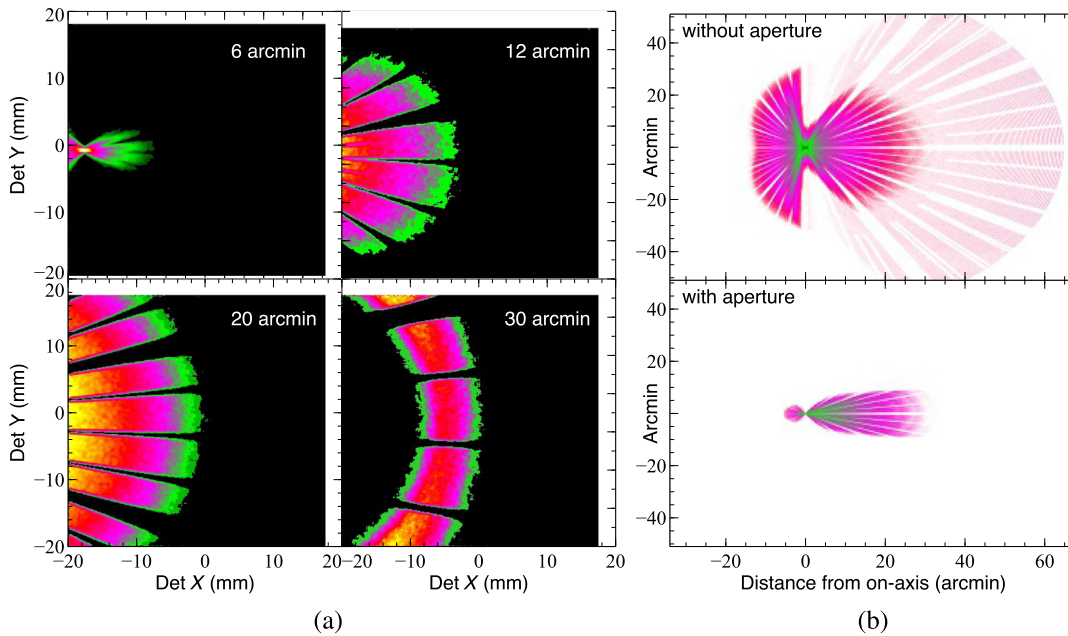 20
10
0
−10
−20
Det Y (mm)
6 arcmin
12 arcmin
20
10
0
−10
−20
Det Y (mm)
20 arcmin
30 arcmin
−20
−10
0
10
20
−10
0
10
20
Det X (mm)
Det X (mm)
(a)
without aperture
40
20
0
−20
−40
Arcmin
with aperture
40
20
0
−20
−40
Arcmin
−20
0
20
40
60
Distance from on-axis (arcmin)
(b)